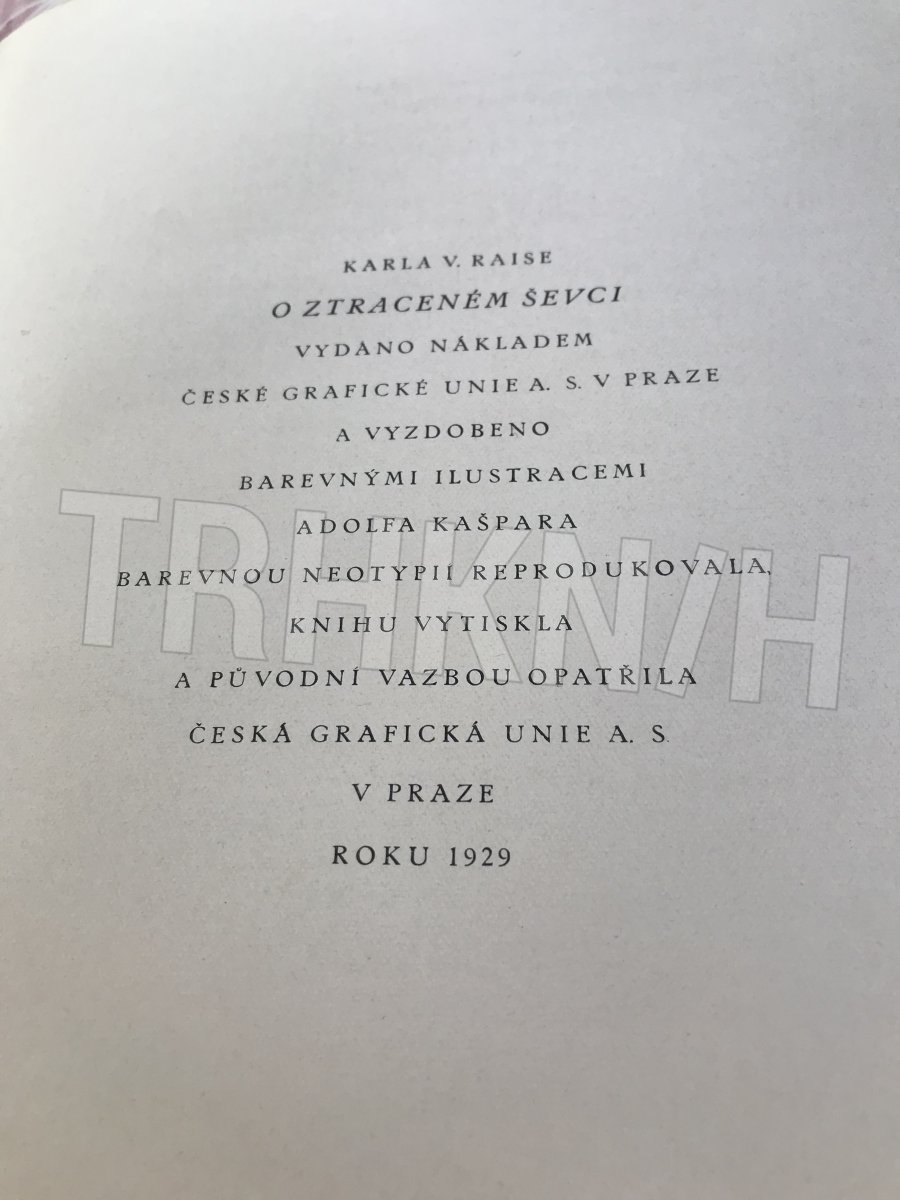 KARLA V. RAISE
O ZTRACENÉM ŠEVCI
VYDÁNO NÁKLADEM
ČESKÉ GRAFICKÉ UNIE A. S. V PRAZE
A VYZDOBENO
BAREVNÝMI ILUSTRACEMI
ADOLFA KAŠPARA
BAREVNOU NEOTYPIÍ REPRODUKOVALA,
KNIHU VYTISKLA
A PŮVODNÍ VAZBOU OPATŘILA
ČESKÁ GRAFICKÁ UNIE A. S.
V PRAZE
ROKU 1929
TRHKNIH